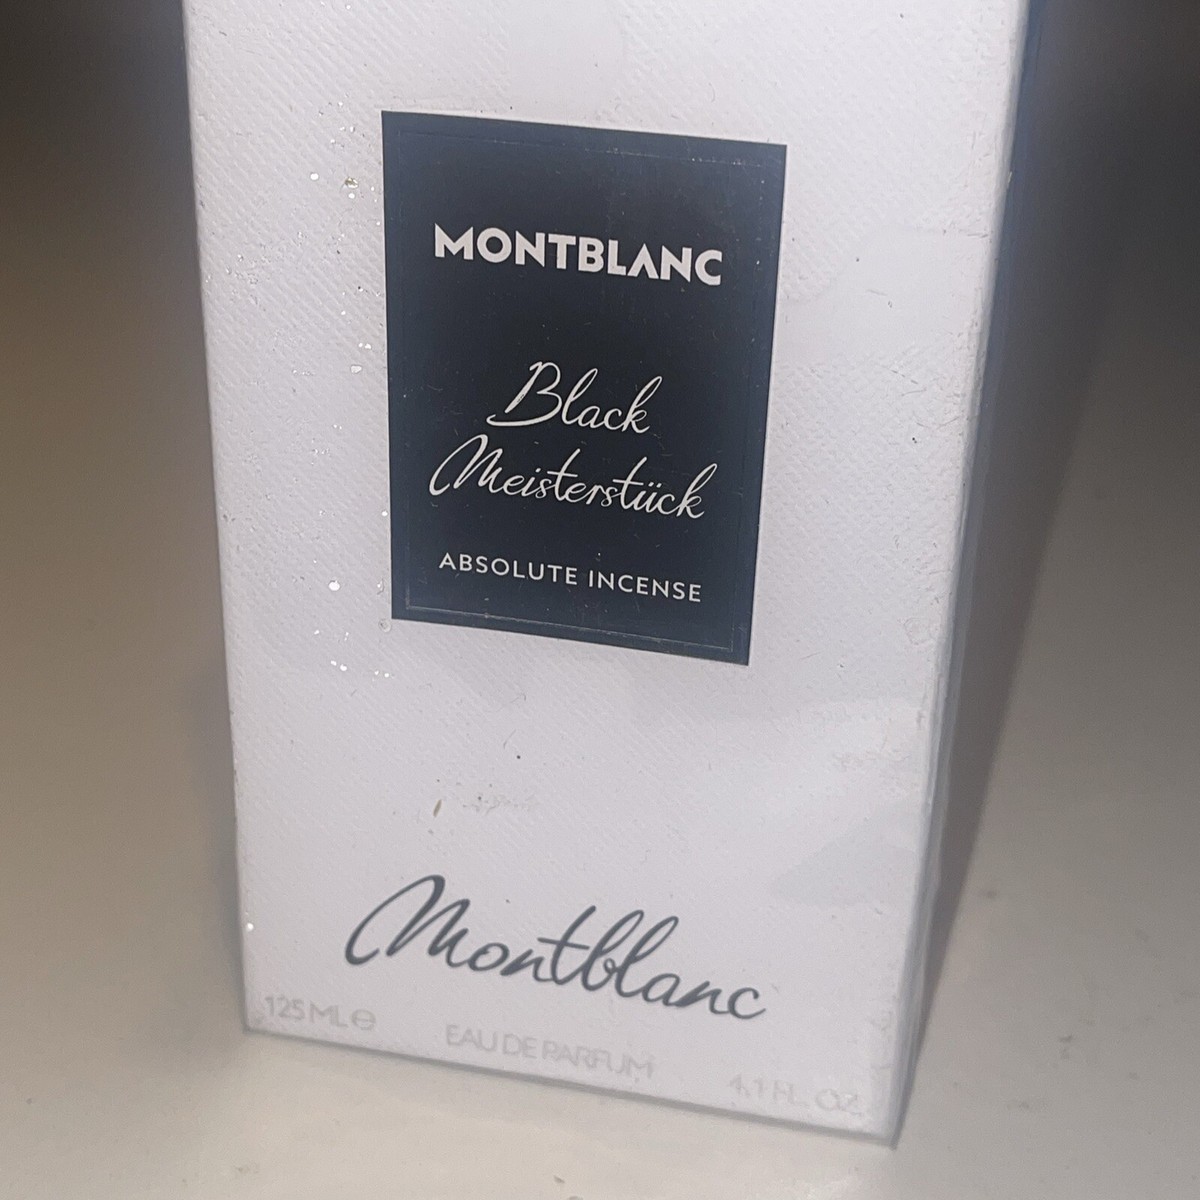 MONTBLANC
Black
Meisterstück
ABSOLUTE INCENSE
Montblanc
125 ML ℮
EAU DE PARFUM
4.1 FL. OZ.